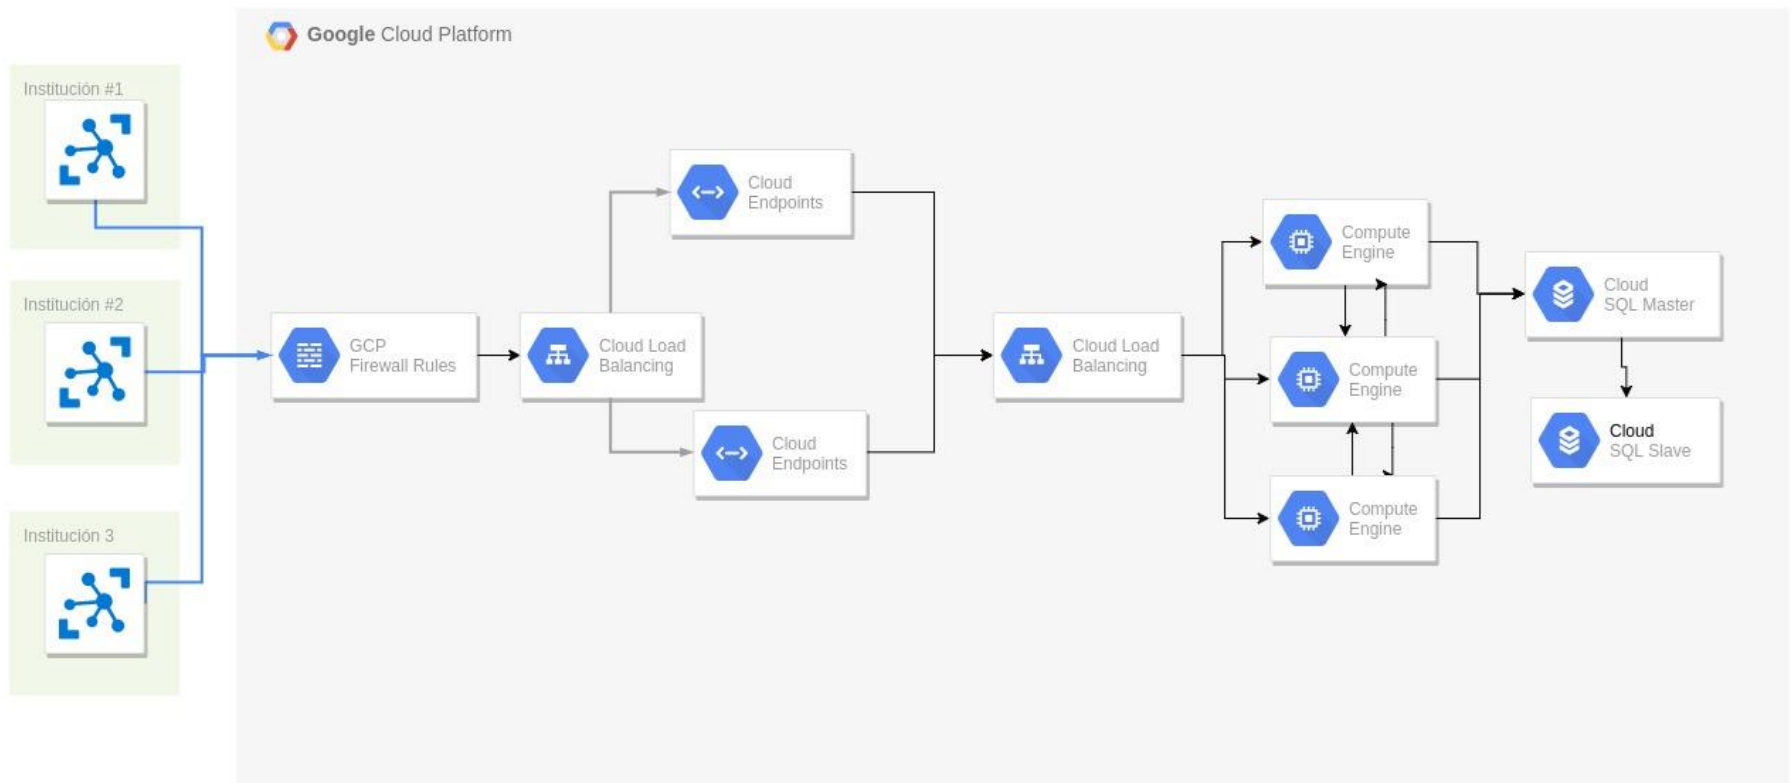 Google Cloud Platform
Institución #1
Institución #2
Institución 3
GCP
Firewall Rules
Cloud Load
Balancing
Cloud
Endpoints
Cloud
Endpoints
Cloud Load
Balancing
Compute
Engine
Compute
Engine
Compute
Engine
Cloud
SQL Master
Cloud
SQL Slave